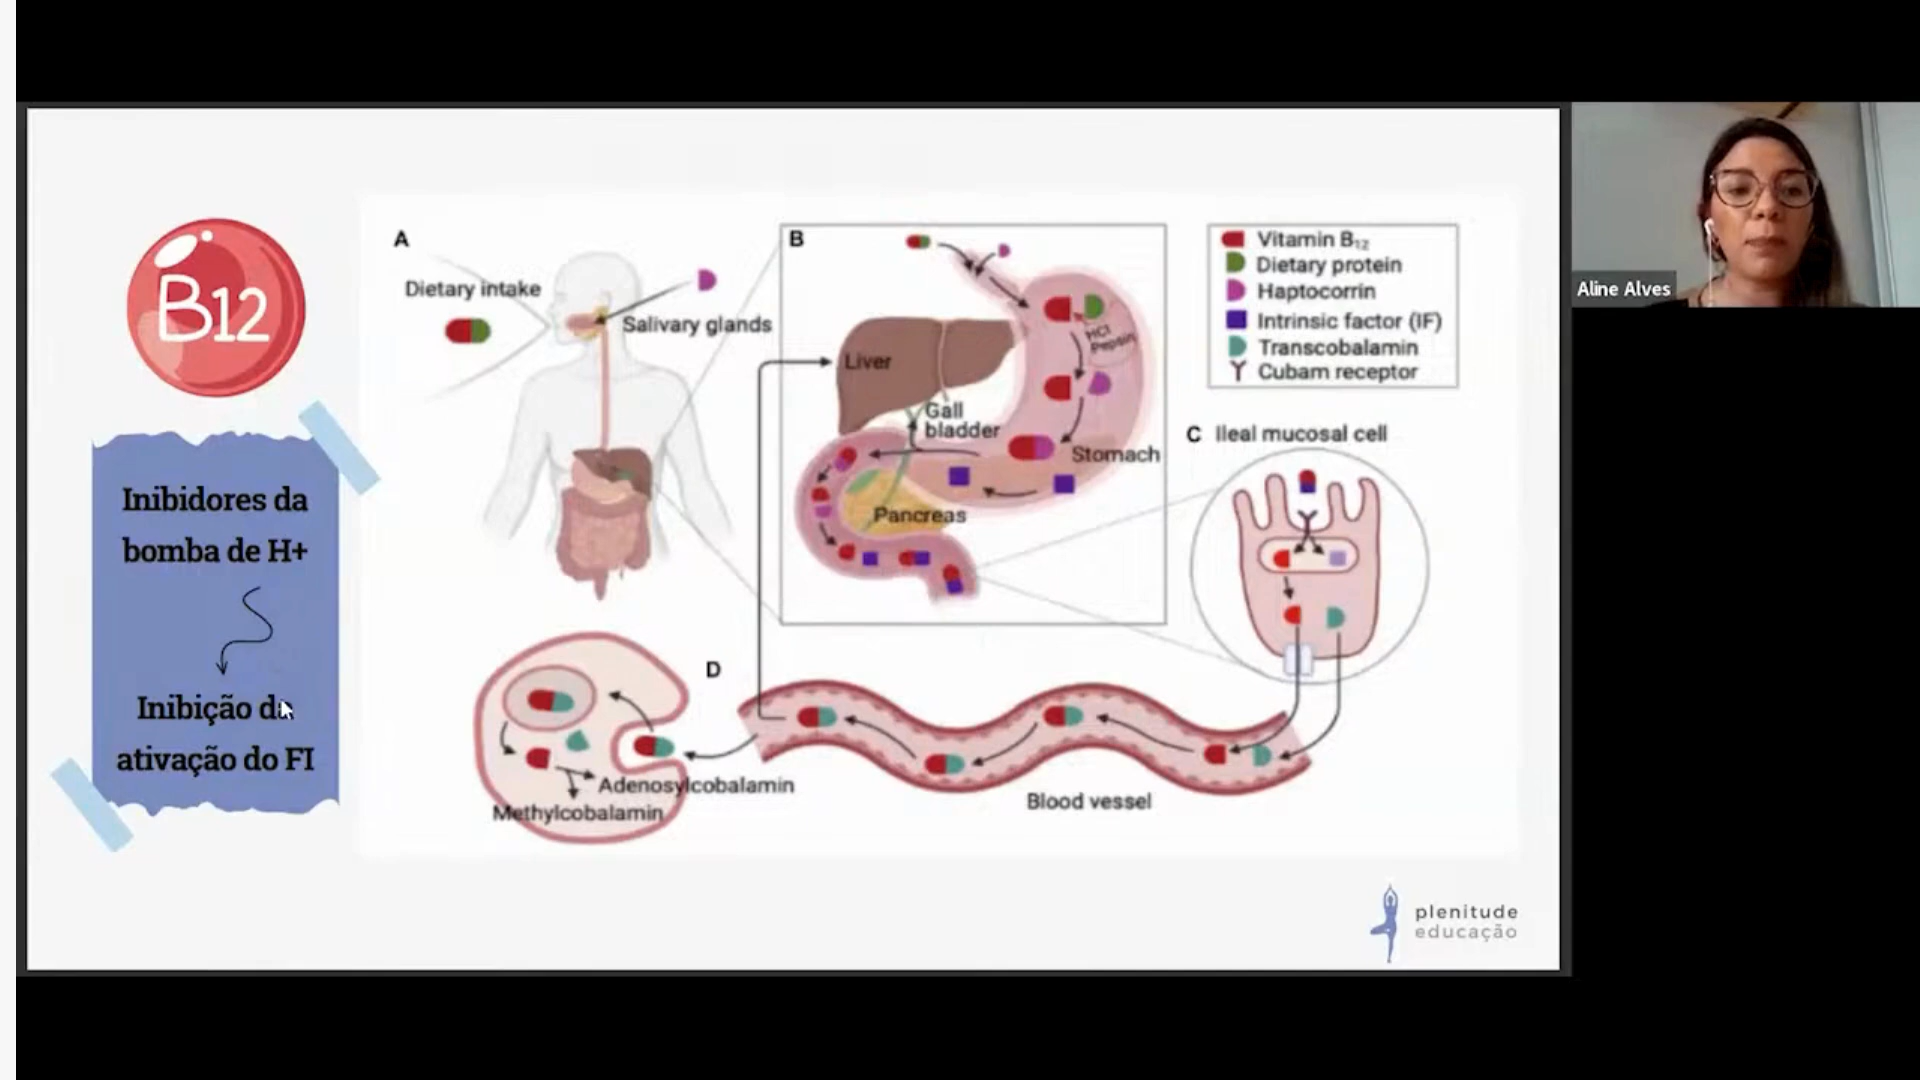 B12
Inibidores da
bomba de H+
Inibição da
ativação do FI
A
Dietary intake
Salivary glands
B
HCl
Pepsin
Liver
Gall
bladder
Stomach
Pancreas
Vitamin B₁₂
Dietary protein
Haptocorrin
Intrinsic factor (IF)
Transcobalamin
Cubam receptor
C Ileal mucosal cell
D
Adenosylcobalamin
Methylcobalamin
Blood vessel
plenitude
educação
Aline Alves